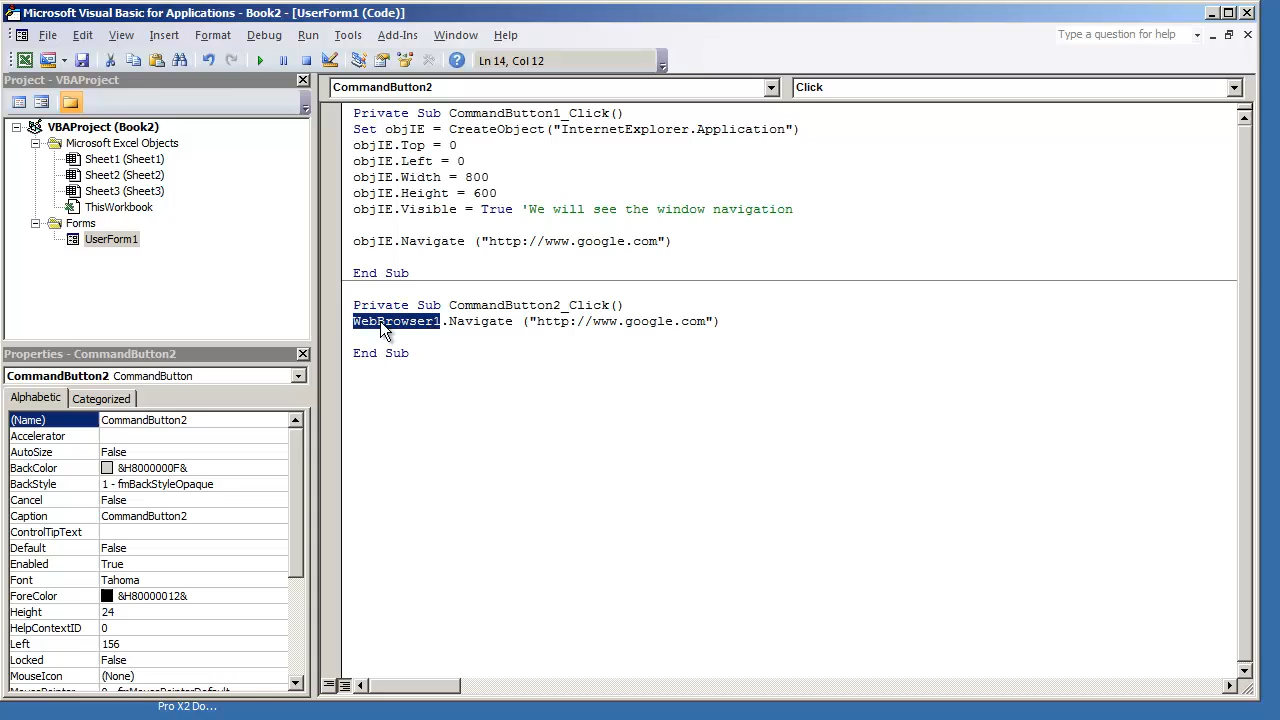 Microsoft Visual Basic for Applications - Book2 - [UserForm1 (Code)]
File Edit View Insert Format Debug Run Tools Add-Ins Window Help
Type a question for help
Ln 14, Col 12
Project - VBAProject
CommandButton2
Click
VBAProject (Book2)
Microsoft Excel Objects
Sheet1 (Sheet1)
Sheet2 (Sheet2)
Sheet3 (Sheet3)
ThisWorkbook
Forms
UserForm1
Private Sub CommandButton1_Click()
Set objIE = CreateObject("InternetExplorer.Application")
objIE.Top = 0
objIE.Left = 0
objIE.Width = 800
objIE.Height = 600
objIE.Visible = True 'We will see the window navigation
objIE.Navigate ("http://www.google.com")
End Sub
Private Sub CommandButton2_Click()
WebBrowser1.Navigate ("http://www.google.com")
End Sub
Properties - CommandButton2
CommandButton2 CommandButton
Alphabetic Categorized
(Name) CommandButton2
Accelerator
AutoSize False
BackColor &H8000000F&
BackStyle 1 - fmBackStyleOpaque
Cancel False
Caption CommandButton2
ControlTipText
Default False
Enabled True
Font Tahoma
ForeColor &H80000012&
Height 24
HelpContextID 0
Left 156
Locked False
MouseIcon (None)
MousePointer 0 - fmMousePointerDefault
Pro X2 Do...